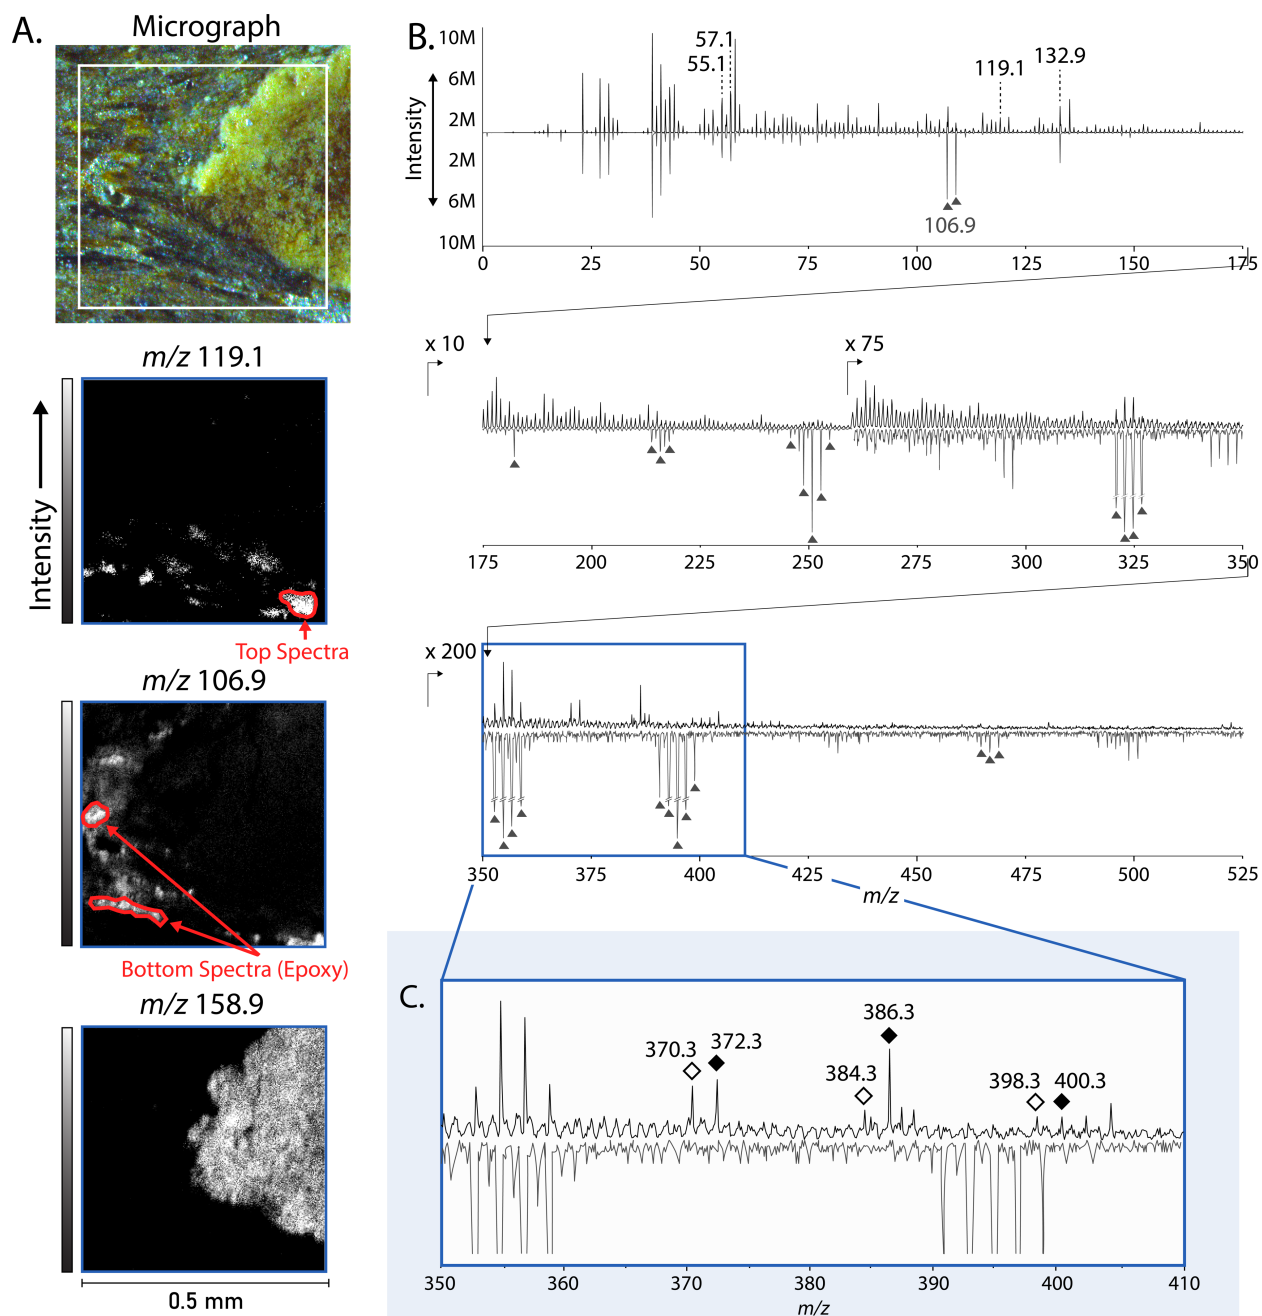 A.
Micrograph
m/z 119.1
Intensity
Top Spectra
m/z 106.9
Bottom Spectra (Epoxy)
m/z 158.9
0.5 mm
B.
10M
6M
2M
2M
6M
10M
Intensity
57.1
55.1
119.1
132.9
106.9
0 25 50 75 100 125 150 175
x 10
x 75
175 200 225 250 275 300 325 350
x 200
350 375 400 425 450 475 500 525
m/z
C.
370.3
372.3
384.3
386.3
398.3
400.3
350 360 370 380 390 400 410
m/z